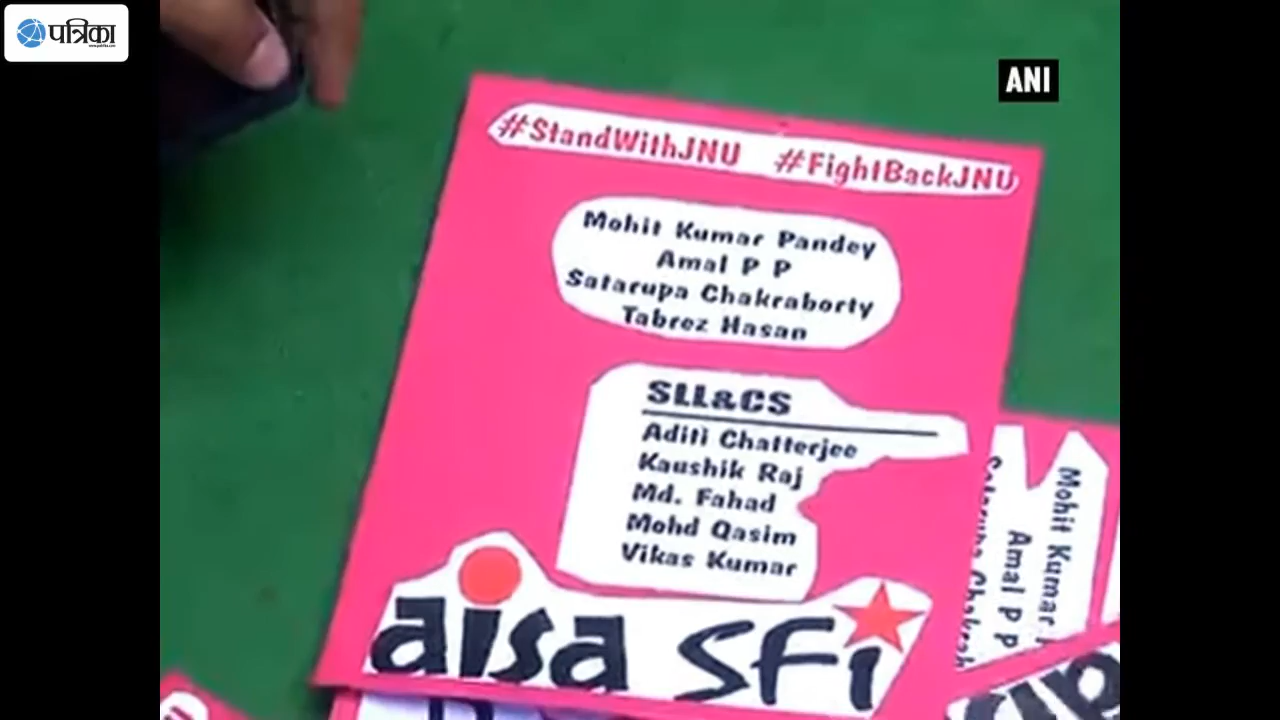 पत्रिका
ANI
#StandWithJNU #FightBackJNU
Mohit Kumar Pandey
Amal P P
Satarupa Chakraborty
Tabrez Hasan
SLL&CS
Aditi Chatterjee
Kaushik Raj
Md. Fahad
Mohd Qasim
Vikas Kumar
aisa SFi
Mohit Kumar
Amal P P